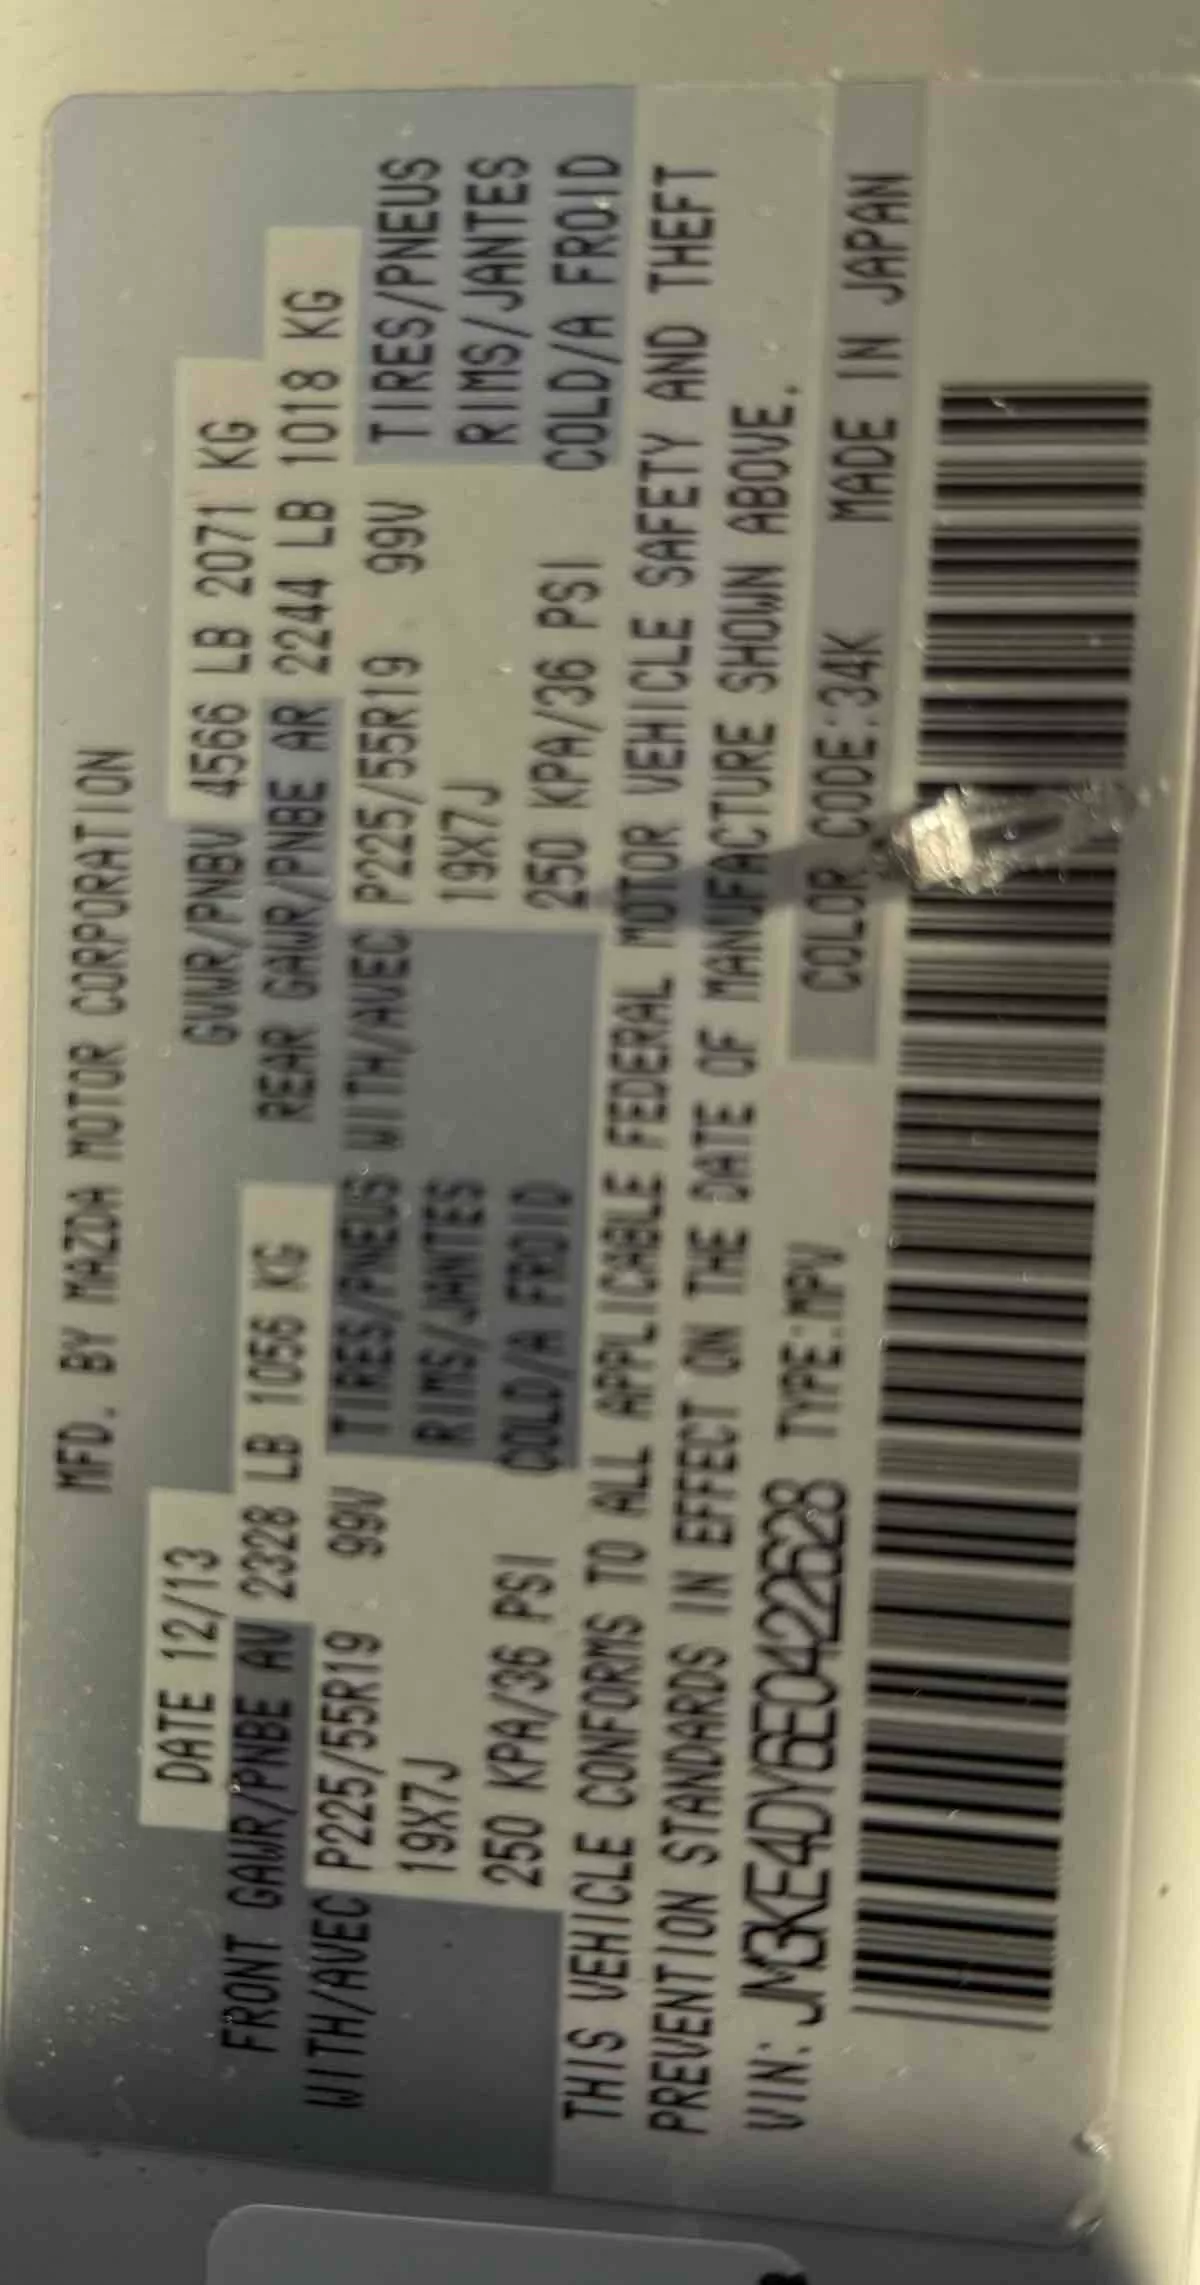 MFD. BY MAZDA MOTOR CORPORATION
DATE 12/13 GVWR/PNBV 4566 LB 2071 KG
FRONT GAWR/PNBE AV 2328 LB 1056 KG REAR GAWR/PNBE AR 2244 LB 1018 KG
WITH/AVEC P225/55R19 99V TIRES/PNEUS WITH/AVEC P225/55R19 99V TIRES/PNEUS
19X7J RIMS/JANTES 19X7J RIMS/JANTES
250 KPA/36 PSI COLD/A FROID 250 KPA/36 PSI COLD/A FROID
THIS VEHICLE CONFORMS TO ALL APPLICABLE FEDERAL MOTOR VEHICLE SAFETY AND THEFT
PREVENTION STANDARDS IN EFFECT ON THE DATE OF MANUFACTURE SHOWN ABOVE.
VIN: JM3KE4DY6E0422628 TYPE:MPV COLOR CODE:34K MADE IN JAPAN